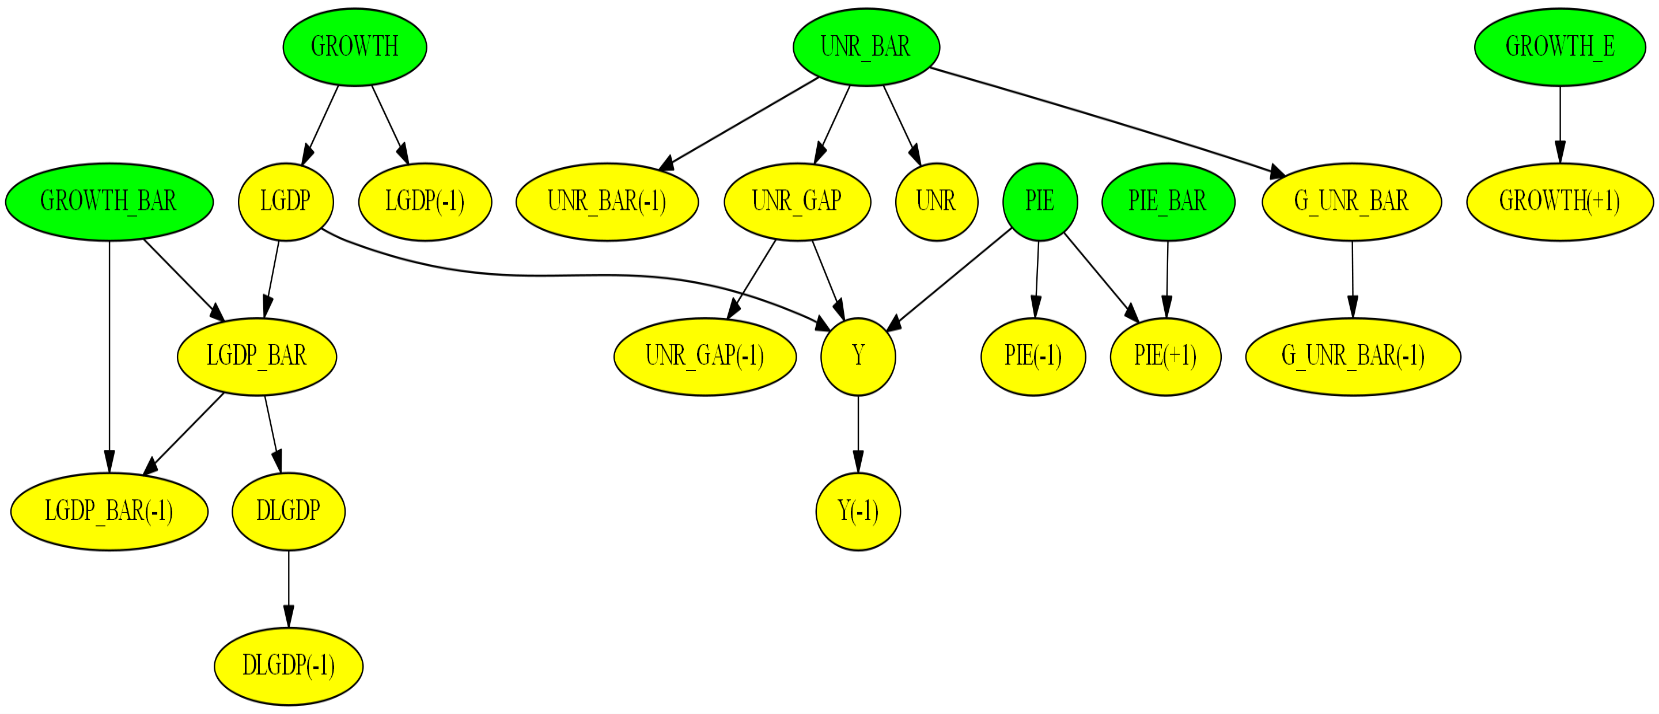 GROWTH
UNR_BAR
GROWTH_E
GROWTH_BAR
LGDP
LGDP(-1)
UNR_BAR(-1)
UNR_GAP
UNR
PIE
PIE_BAR
G_UNR_BAR
GROWTH(+1)
LGDP_BAR
UNR_GAP(-1)
Y
PIE(-1)
PIE(+1)
G_UNR_BAR(-1)
LGDP_BAR(-1)
DLGDP
Y(-1)
DLGDP(-1)